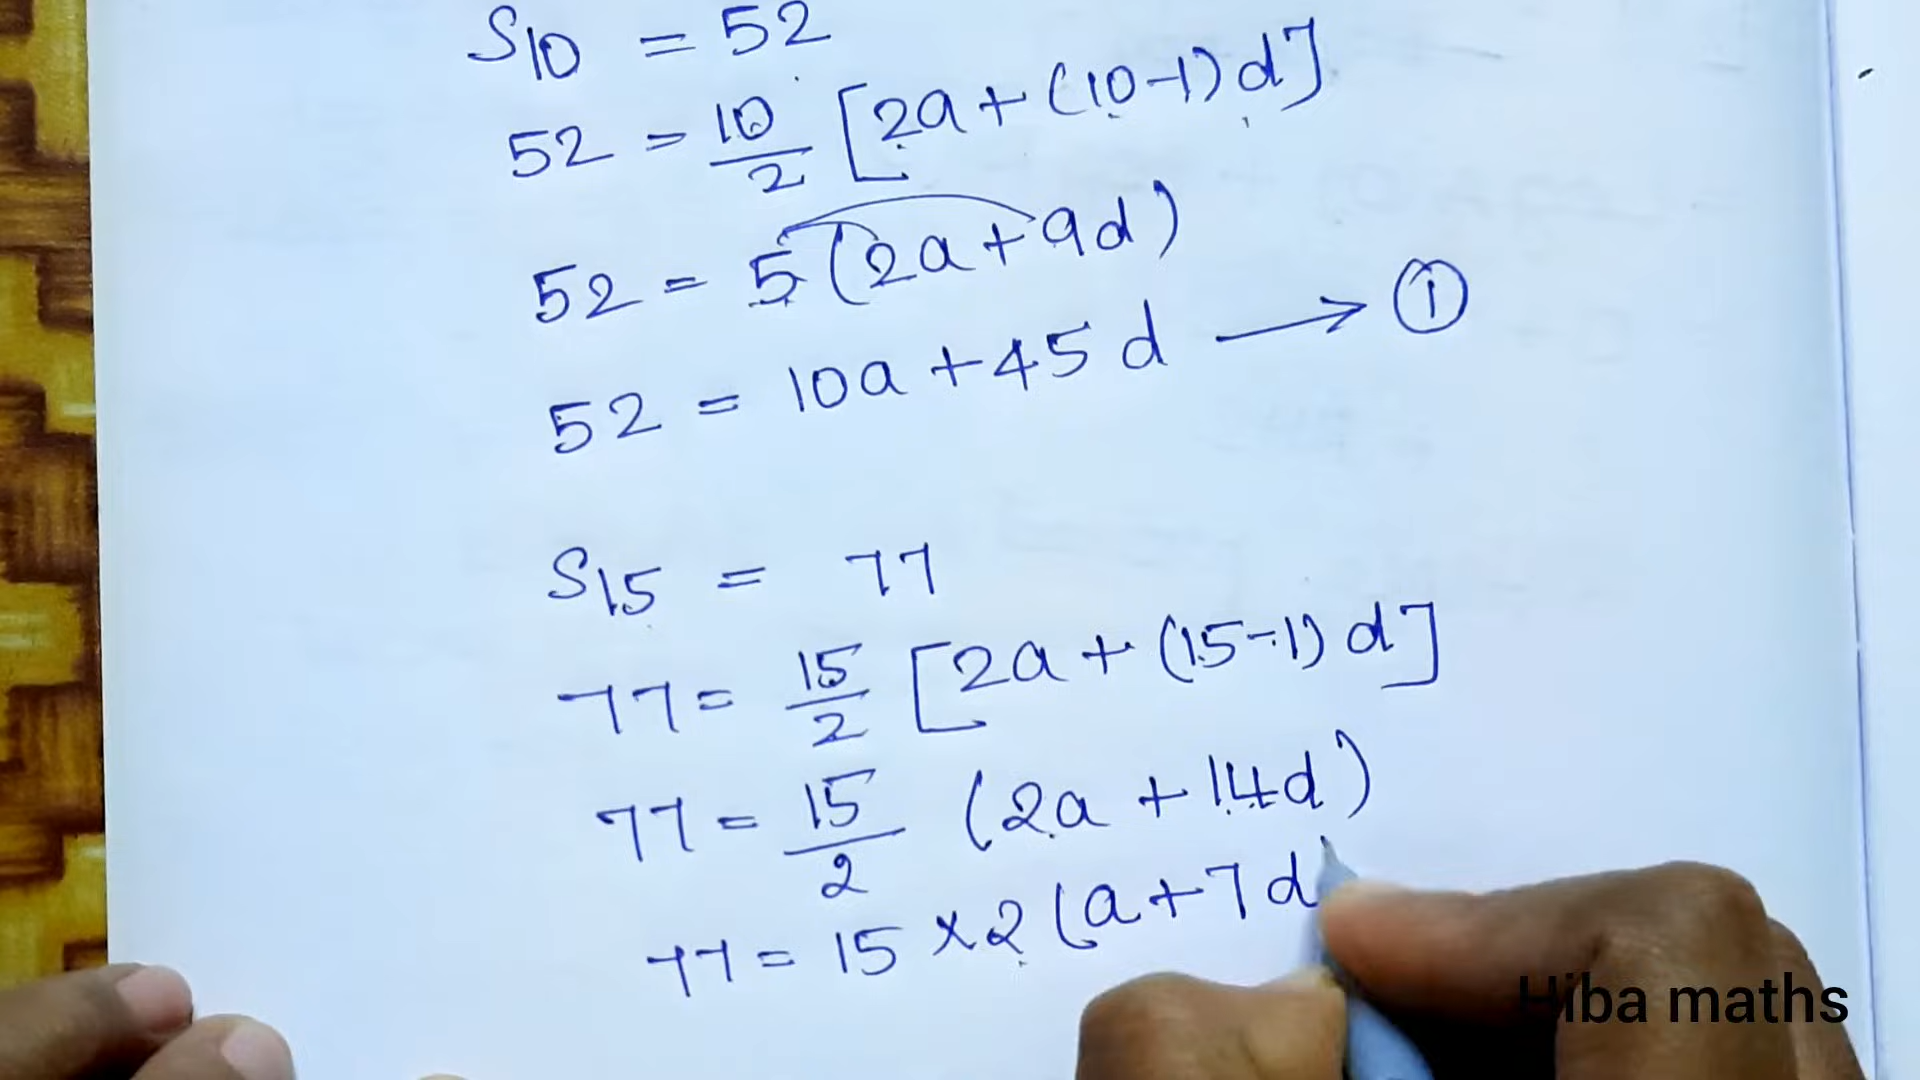 S10 = 52
52 = 10/2 [2a + (10-1)d]
52 = 5 (2a + 9d)
52 = 10a + 45d → ①
S15 = 77
77 = 15/2 [2a + (15-1)d]
77 = 15/2 (2a + 14d)
77 = 15 × 2 (a + 7d
Hiba maths